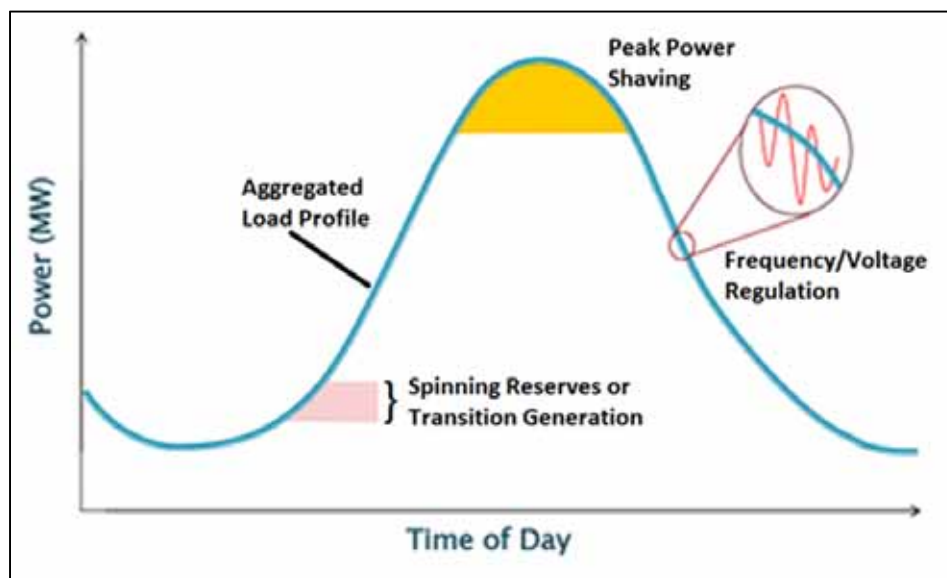 Peak Power
Shaving
Aggregated
Load Profile
Power (MW)
Frequency/Voltage
Regulation
} Spinning Reserves or
Transition Generation
Time of Day